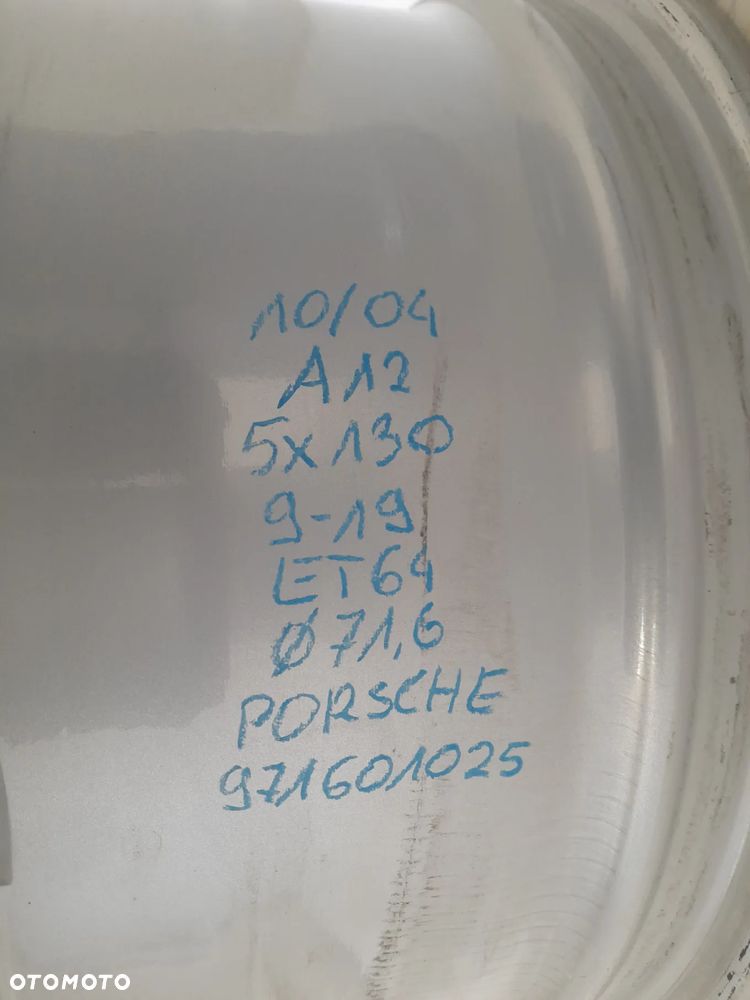 10/04
A12
5x130
9-19
ET64
Ø71,6
PORSCHE
971601025
OTOMOTO